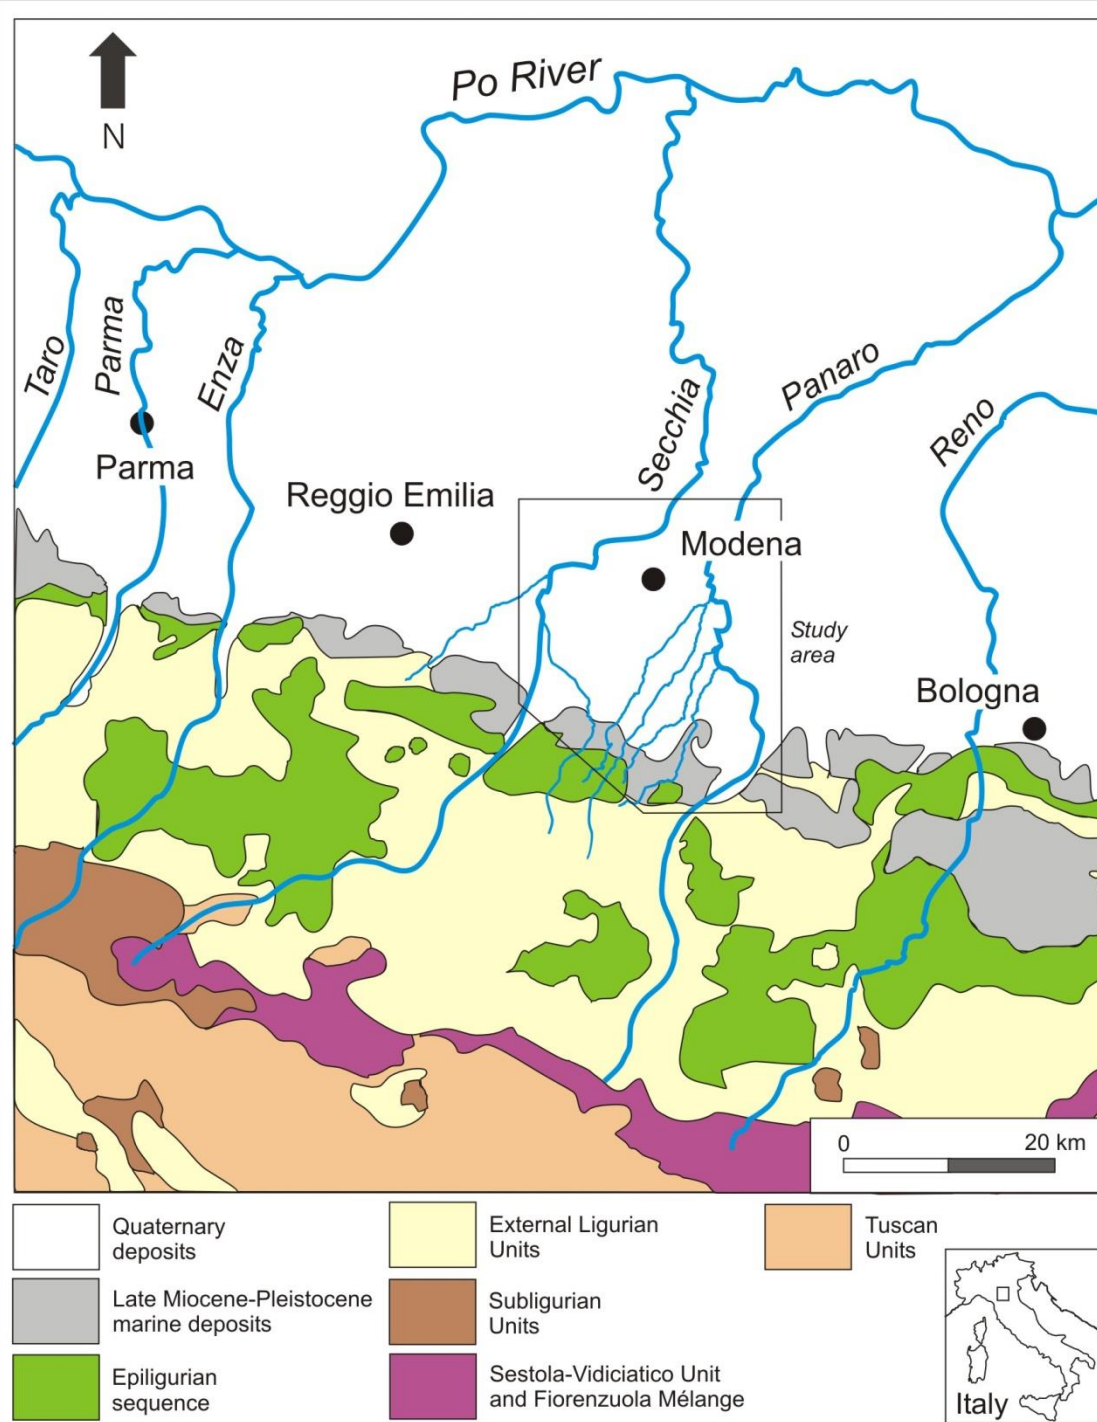 Po River
N
Taro
Parma
Enza
Secchia
Panaro
Reno
Parma
Reggio Emilia
Modena
Study
area
Bologna
0 20 km
Quaternary
deposits
Late Miocene-Pleistocene
marine deposits
Epiligurian
sequence
External Ligurian
Units
Subligurian
Units
Sestola-Vidiciatico Unit
and Fiorenzuola Mélange
Tuscan
Units
Italy